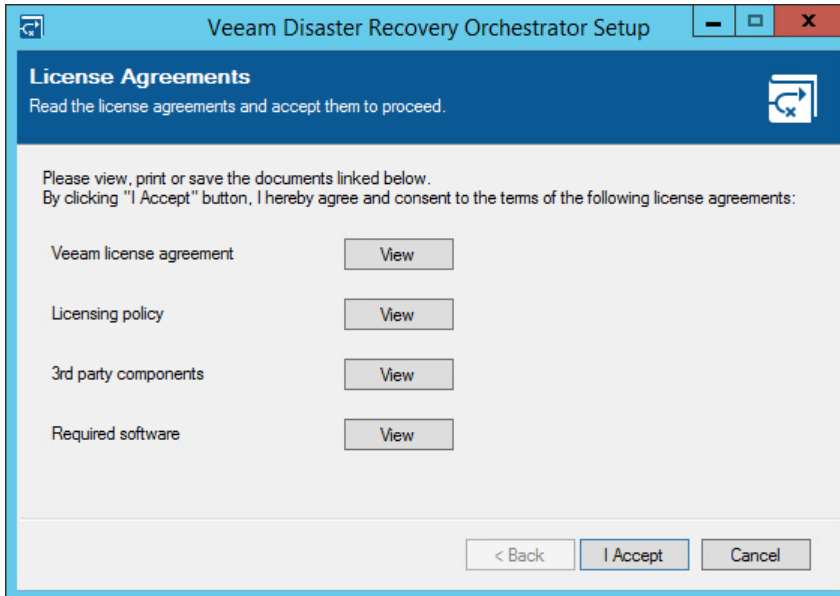 Veeam Disaster Recovery Orchestrator Setup
License Agreements
Read the license agreements and accept them to proceed.
Please view, print or save the documents linked below.
By clicking "I Accept" button, I hereby agree and consent to the terms of the following license agreements:
Veeam license agreement View
Licensing policy View
3rd party components View
Required software View
< Back I Accept Cancel